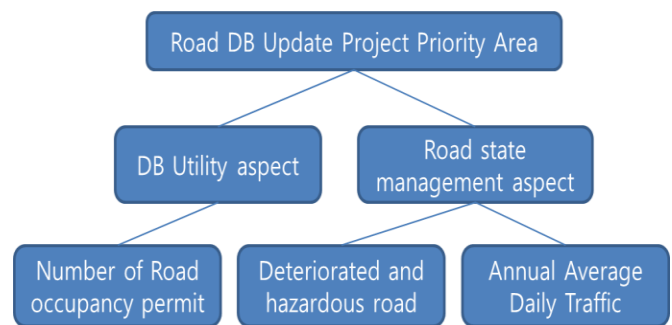 Road DB Update Project Priority Area
DB Utility aspect
Road state
management aspect
Number of Road
occupancy permit
Deteriorated and
hazardous road
Annual Average
Daily Traffic